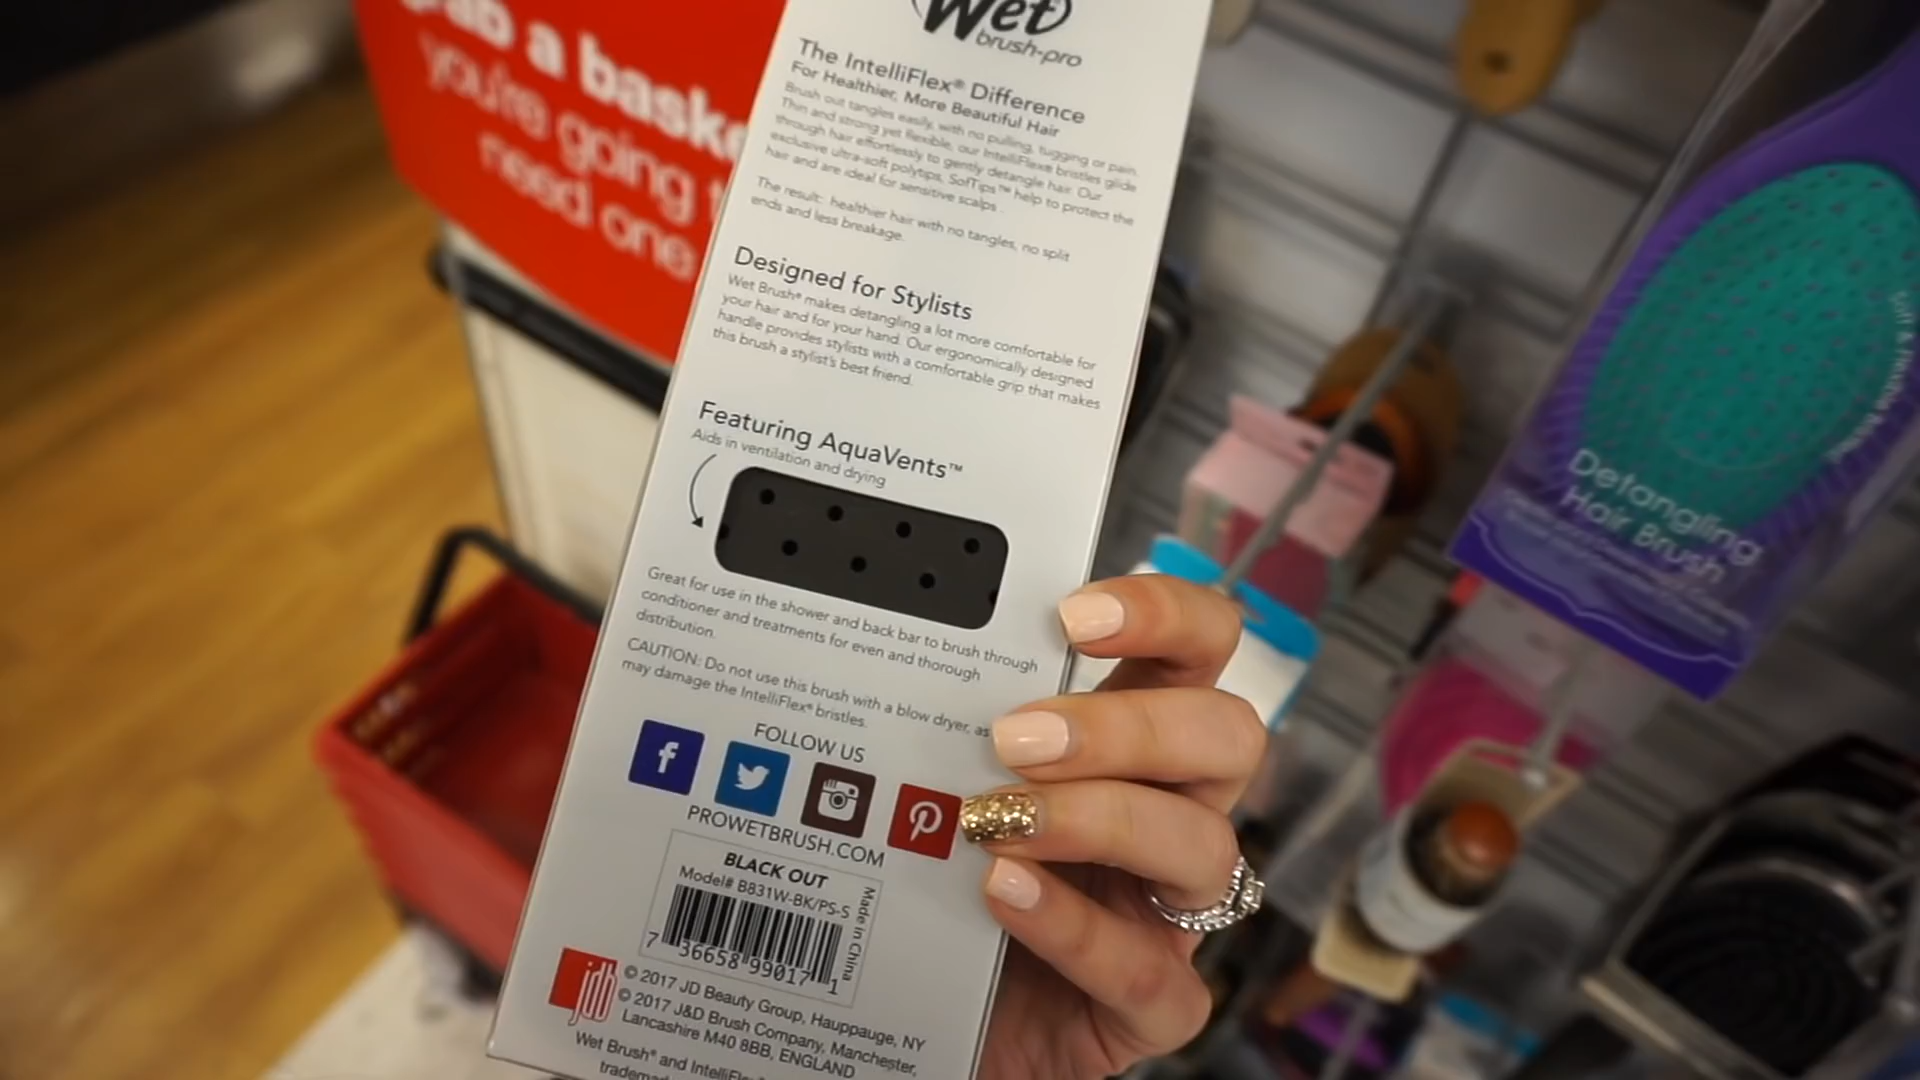 a baske
you're going t
need one
Wet
brush-pro
The IntelliFlex® Difference
For Healthier, More Beautiful Hair
Brush out tangles easily, with no pulling, tugging or pain.
Thin and strong yet flexible, our IntelliFlex® bristles glide
through hair effortlessly to gently detangle hair. Our
exclusive ultra-soft polytips, SofTips™ help to protect the
hair and are ideal for sensitive scalps.
The result: healthier hair with no tangles, no split
ends and less breakage.
Designed for Stylists
Wet Brush® makes detangling a lot more comfortable for
your hair and for your hand. Our ergonomically designed
handle provides stylists with a comfortable grip that makes
this brush a stylist's best friend.
Featuring AquaVents™
Aids in ventilation and drying
Great for use in the shower and back bar to brush through
conditioner and treatments for even and thorough
distribution.
CAUTION: Do not use this brush with a blow dryer, as
may damage the IntelliFlex® bristles.
FOLLOW US
PROWETBRUSH.COM
BLACK OUT
Model# B831W-BK/PS-S
Made in China
7 36658 99017 1
jdb
© 2017 JD Beauty Group, Hauppauge, NY
© 2017 J&D Brush Company, Manchester,
Lancashire M40 8BB, ENGLAND
Wet Brush® and IntelliFle
tradema
Detangling
Hair Brush